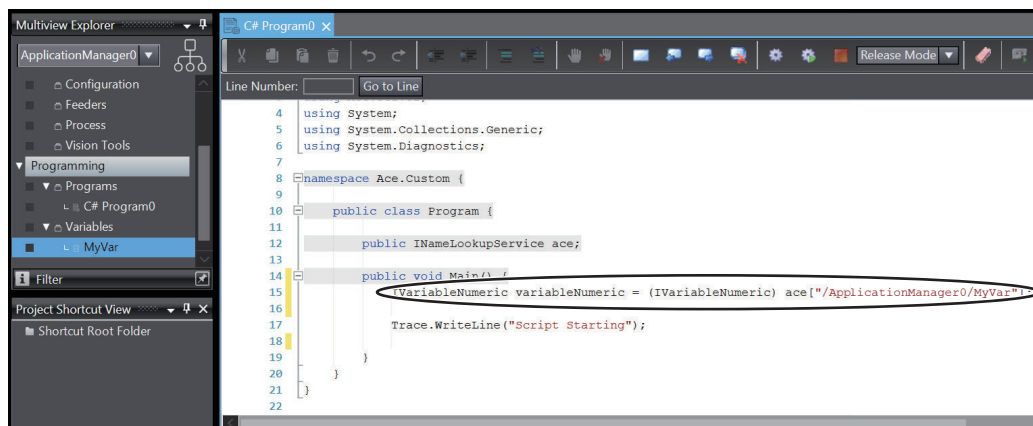 Multiview Explorer
ApplicationManager0
Configuration
Feeders
Process
Vision Tools
Programming
Programs
C# Program0
Variables
MyVar
Filter
Project Shortcut View
Shortcut Root Folder
C# Program0
Release Mode
Line Number:
Go to Line
4 using System;
5 using System.Collections.Generic;
6 using System.Diagnostics;
7
8 namespace Ace.Custom {
9
10 public class Program {
11
12 public INameLookupService ace;
13
14 public void Main() {
15 IVariableNumeric variableNumeric = (IVariableNumeric) ace["/ApplicationManager0/MyVar"];
16
17 Trace.WriteLine("Script Starting");
18
19 }
20 }
21 }
22